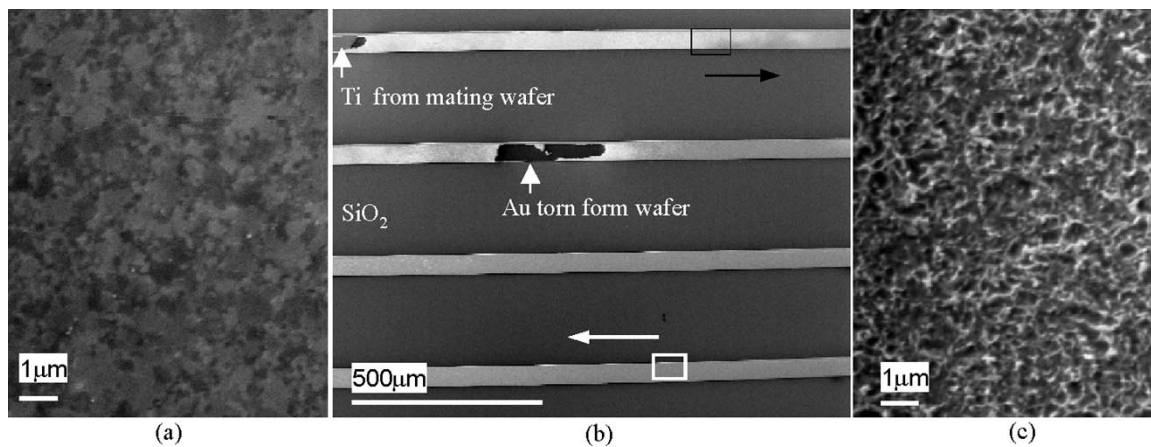 Ti from mating wafer
Au torn form wafer
SiO2
1μm
500μm
1μm
(a)
(b)
(c)